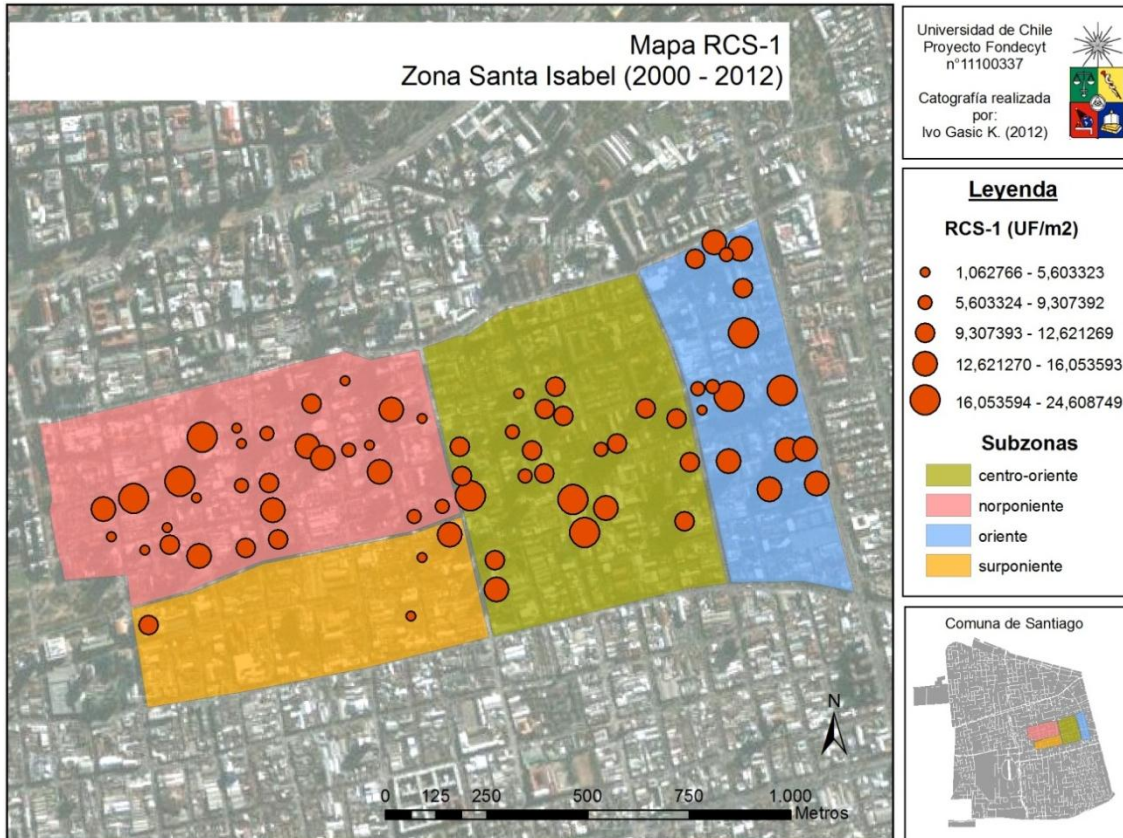 Mapa RCS-1
Zona Santa Isabel (2000 - 2012)
Universidad de Chile
Proyecto Fondecyt
n°11100337
Catografía realizada
por:
Ivo Gasic K. (2012)
Leyenda
RCS-1 (UF/m2)
1,062766 - 5,603323
5,603324 - 9,307392
9,307393 - 12,621269
12,621270 - 16,053593
16,053594 - 24,608749
Subzonas
centro-oriente
norponiente
oriente
surponiente
Comuna de Santiago
N
0 125 250 500 750 1.000
Metros